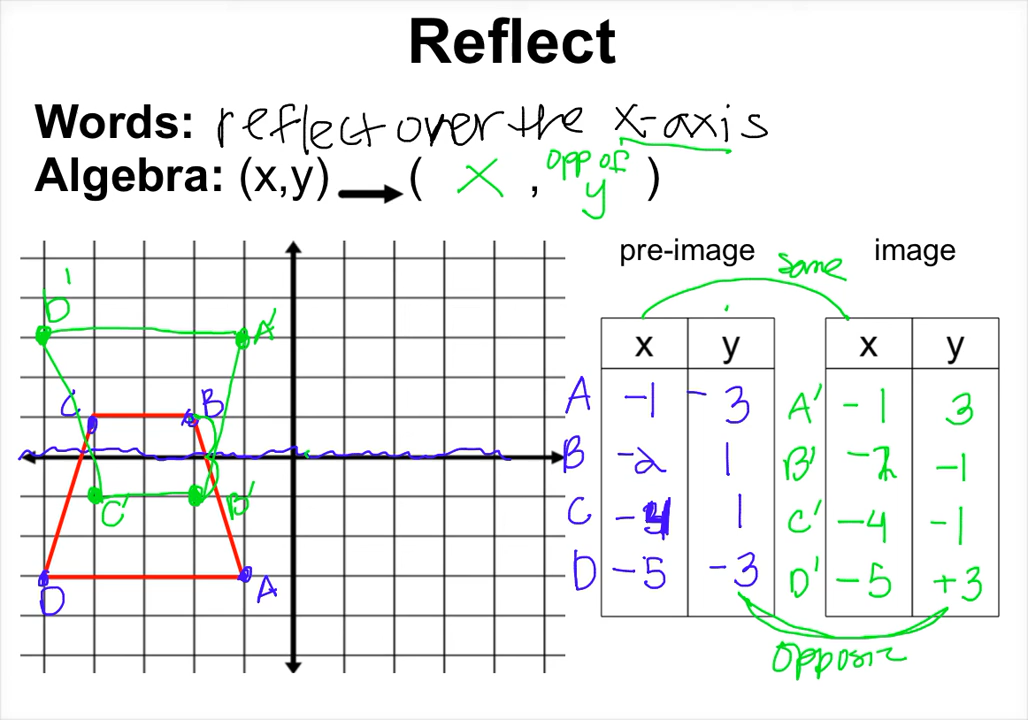 Reflect
Words: reflect over the x-axis
opp of
Algebra: (x,y) → ( x , y )
pre-image same image
D'
A'
C B
C' B'
D A
x y x y
A -1 -3 A' -1 3
B -2 1 B' -2 -1
C -4 1 C' -4 -1
D -5 -3 D' -5 +3